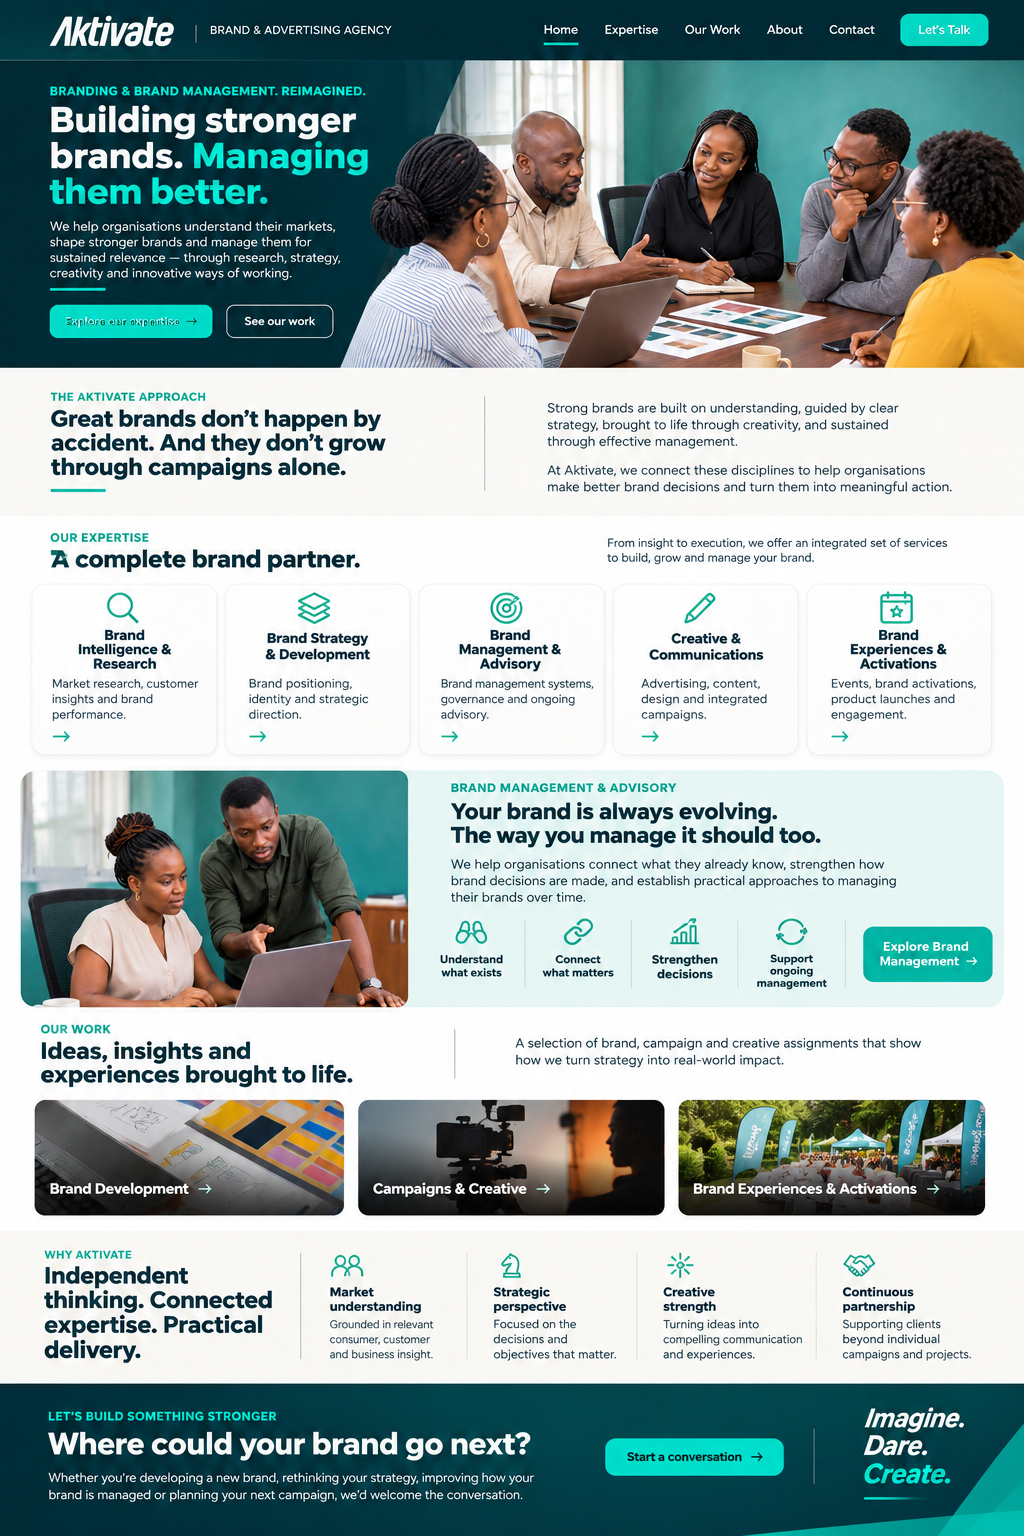 Aktivate
BRAND & ADVERTISING AGENCY
Home
Expertise
Our Work
About
Contact
Let's Talk
BRANDING & BRAND MANAGEMENT. REIMAGINED.
Building stronger
brands. Managing
them better.
We help organisations understand their markets,
shape stronger brands and manage them for
sustained relevance — through research, strategy,
creativity and innovative ways of working.
Explore our expertise →
See our work
THE AKTIVATE APPROACH
Great brands don't happen by
accident. And they don't grow
through campaigns alone.
Strong brands are built on understanding, guided by clear
strategy, brought to life through creativity, and sustained
through effective management.
At Aktivate, we connect these disciplines to help organisations
make better brand decisions and turn them into meaningful action.
OUR EXPERTISE
A complete brand partner.
From insight to execution, we offer an integrated set of services
to build, grow and manage your brand.
Brand
Intelligence &
Research
Market research, customer
insights and brand
performance.
→
Brand Strategy
& Development
Brand positioning,
identity and strategic
direction.
→
Brand
Management &
Advisory
Brand management systems,
governance and ongoing
advisory.
→
Creative &
Communications
Advertising, content,
design and integrated
campaigns.
→
Brand
Experiences &
Activations
Events, brand activations,
product launches and
engagement.
→
BRAND MANAGEMENT & ADVISORY
Your brand is always evolving.
The way you manage it should too.
We help organisations connect what they already know, strengthen how
brand decisions are made, and establish practical approaches to managing
their brands over time.
Understand
what exists
Connect
what matters
Strengthen
decisions
Support
ongoing
management
Explore Brand
Management →
OUR WORK
Ideas, insights and
experiences brought to life.
A selection of brand, campaign and creative assignments that show
how we turn strategy into real-world impact.
Brand Development →
Campaigns & Creative →
Brand Experiences & Activations →
WHY AKTIVATE
Independent
thinking. Connected
expertise. Practical
delivery.
Market
understanding
Grounded in relevant
consumer, customer
and business insight.
Strategic
perspective
Focused on the
decisions and
objectives that matter.
Creative
strength
Turning ideas into
compelling communication
and experiences.
Continuous
partnership
Supporting clients
beyond individual
campaigns and projects.
LET'S BUILD SOMETHING STRONGER
Where could your brand go next?
Whether you're developing a new brand, rethinking your strategy, improving how your
brand is managed or planning your next campaign, we'd welcome the conversation.
Start a conversation →
Imagine.
Dare.
Create.